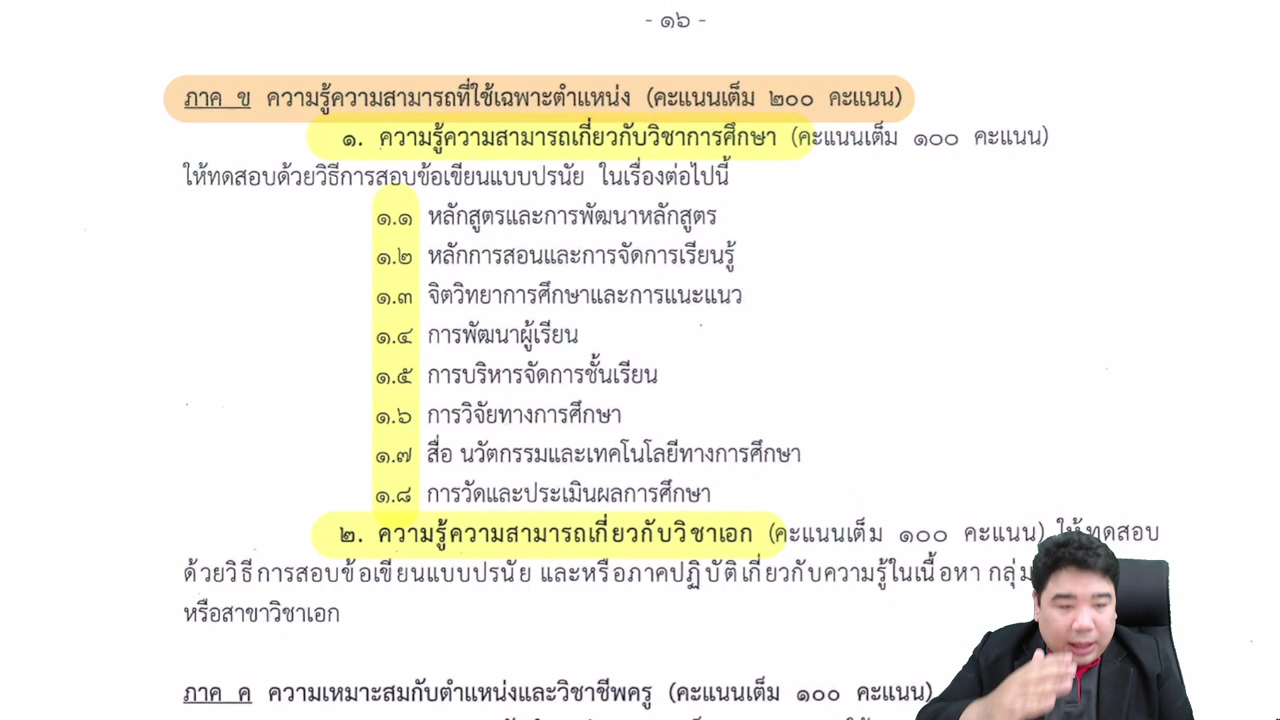 - ๑๖ -
ภาค ข ความรู้ความสามารถที่ใช้เฉพาะตำแหน่ง (คะแนนเต็ม ๒๐๐ คะแนน)
๑. ความรู้ความสามารถเกี่ยวกับวิชาการศึกษา (คะแนนเต็ม ๑๐๐ คะแนน)
ให้ทดสอบด้วยวิธีการสอบข้อเขียนแบบปรนัย ในเรื่องต่อไปนี้
๑.๑ หลักสูตรและการพัฒนาหลักสูตร
๑.๒ หลักการสอนและการจัดการเรียนรู้
๑.๓ จิตวิทยาการศึกษาและการแนะแนว
๑.๔ การพัฒนาผู้เรียน
๑.๕ การบริหารจัดการชั้นเรียน
๑.๖ การวิจัยทางการศึกษา
๑.๗ สื่อ นวัตกรรมและเทคโนโลยีทางการศึกษา
๑.๘ การวัดและประเมินผลการศึกษา
๒. ความรู้ความสามารถเกี่ยวกับวิชาเอก (คะแนนเต็ม ๑๐๐ คะแนน) ให้ทดสอบ
ด้วยวิธีการสอบข้อเขียนแบบปรนัย และหรือภาคปฏิบัติเกี่ยวกับความรู้ในเนื้อหา กลุ่ม
หรือสาขาวิชาเอก
ภาค ค ความเหมาะสมกับตำแหน่งและวิชาชีพครู (คะแนนเต็ม ๑๐๐ คะแนน)